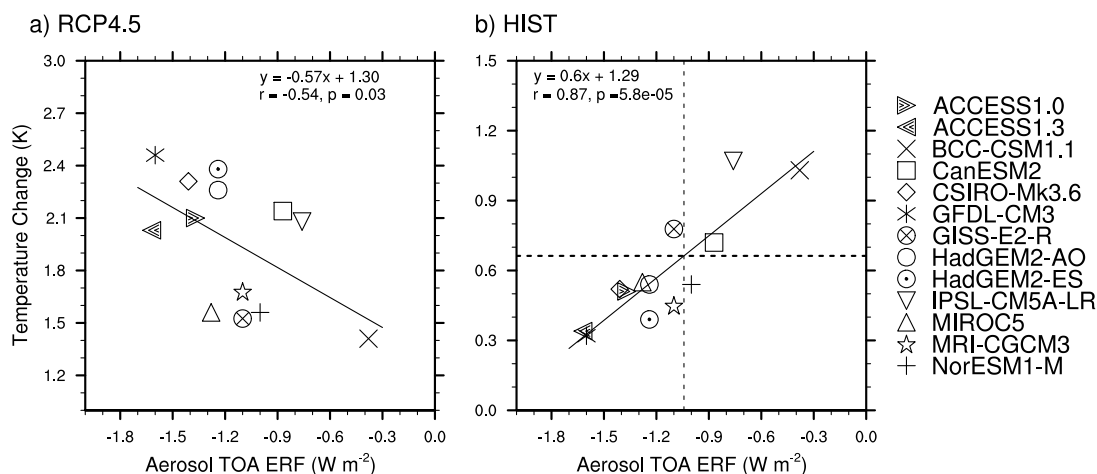 a) RCP4.5
b) HIST
y = -0.57x + 1.30
r = -0.54, p = 0.03
y = 0.6x + 1.29
r = 0.87, p =5.8e-05
Temperature Change (K)
3.0
2.7
2.4
2.1
1.8
1.5
1.2
-1.8 -1.5 -1.2 -0.9 -0.6 -0.3 0.0
Aerosol TOA ERF (W m-2)
1.5
1.2
0.9
0.6
0.3
0.0
-1.8 -1.5 -1.2 -0.9 -0.6 -0.3 0.0
Aerosol TOA ERF (W m-2)
ACCESS1.0
ACCESS1.3
BCC-CSM1.1
CanESM2
CSIRO-Mk3.6
GFDL-CM3
GISS-E2-R
HadGEM2-AO
HadGEM2-ES
IPSL-CM5A-LR
MIROC5
MRI-CGCM3
NorESM1-M